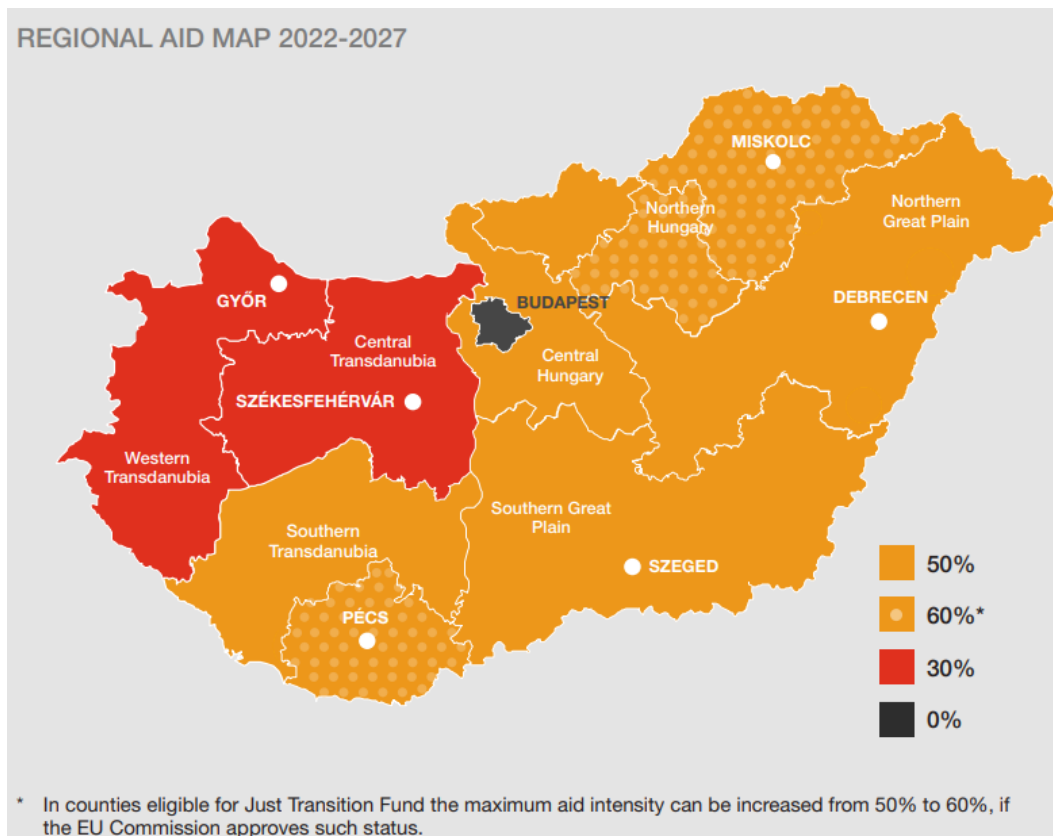 REGIONAL AID MAP 2022-2027
MISKOLC
Northern
Great Plain
Northern
Hungary
GYŐR
BUDAPEST
DEBRECEN
Central
Transdanubia
Central
Hungary
SZÉKESFEHÉRVÁR
Western
Transdanubia
Southern Great
Plain
Southern
Transdanubia
SZEGED
PÉCS
50%
60%*
30%
0%
* In counties eligible for Just Transition Fund the maximum aid intensity can be increased from 50% to 60%, if
the EU Commission approves such status.